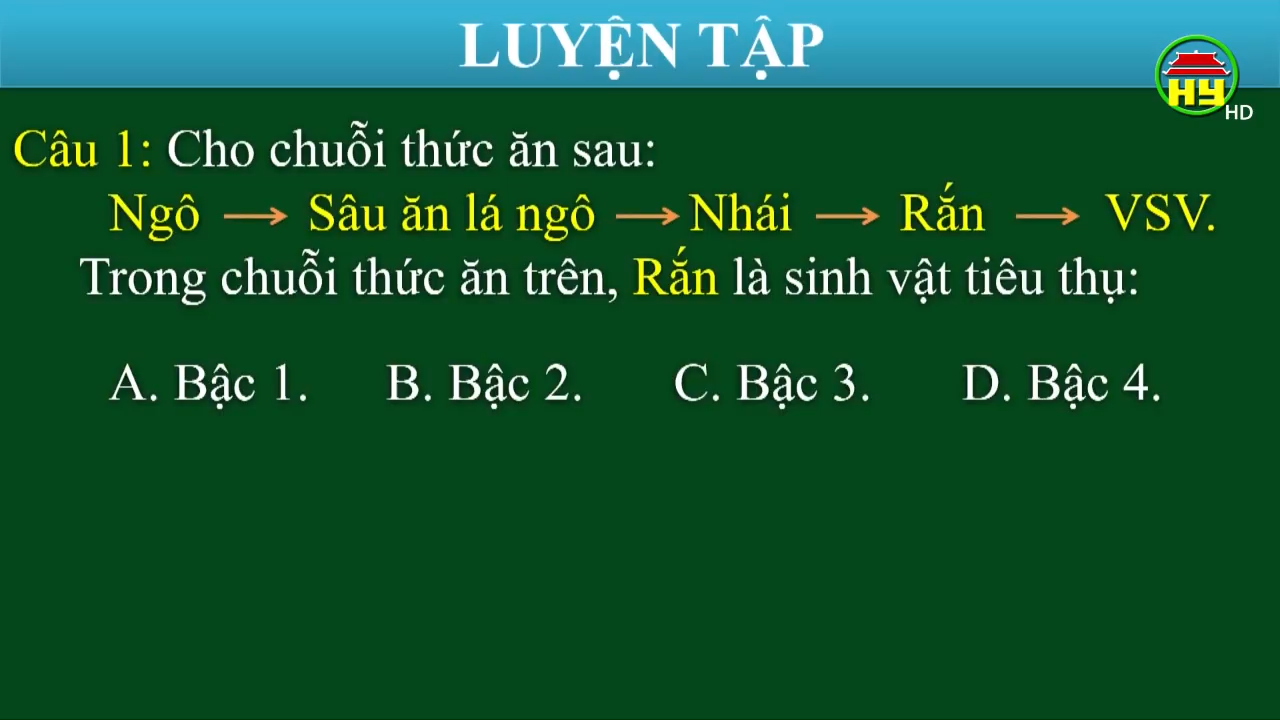 LUYỆN TẬP
HY
HD
Câu 1: Cho chuỗi thức ăn sau:
Ngô → Sâu ăn lá ngô → Nhái → Rắn → VSV.
Trong chuỗi thức ăn trên, Rắn là sinh vật tiêu thụ:
A. Bậc 1. B. Bậc 2. C. Bậc 3. D. Bậc 4.